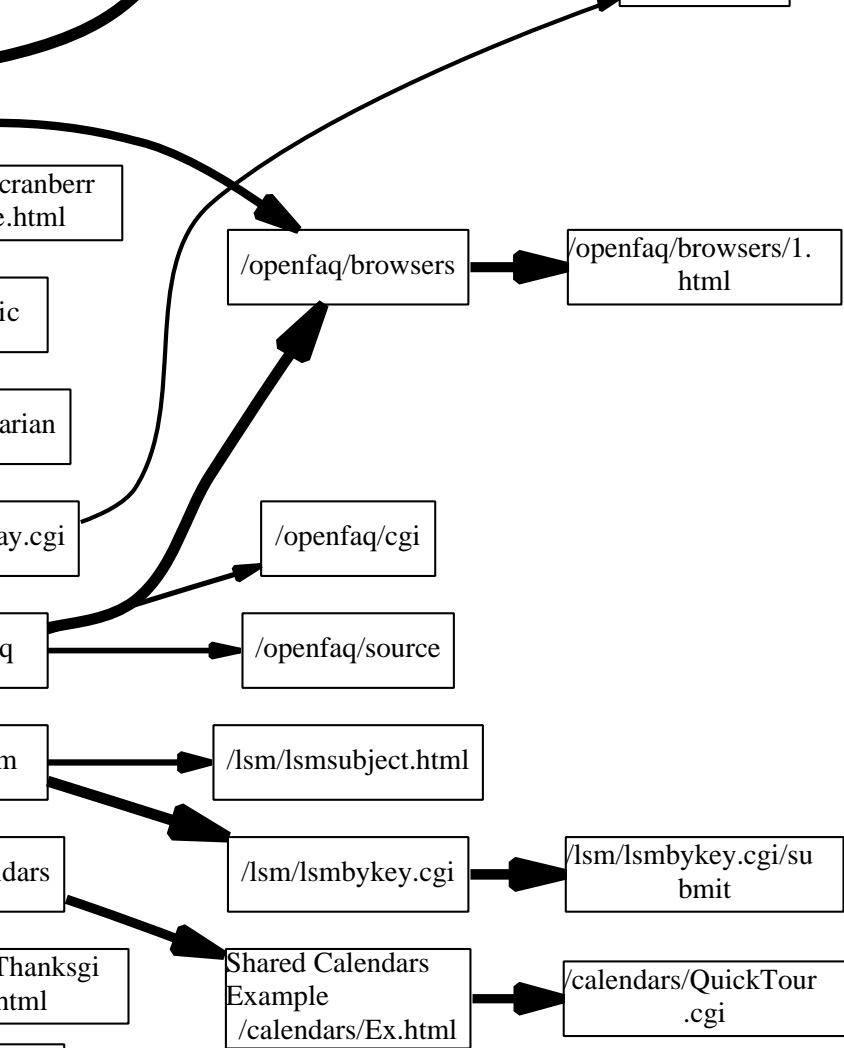 cranberr
e.html
/openfaq/browsers
/openfaq/browsers/1.
html
ic
arian
ay.cgi
/openfaq/cgi
q
/openfaq/source
m
/lsm/lsmsubject.html
dars
/lsm/lsmbykey.cgi
/lsm/lsmbykey.cgi/su
bmit
Thanksgi
html
Shared Calendars
Example
/calendars/Ex.html
/calendars/QuickTour
.cgi